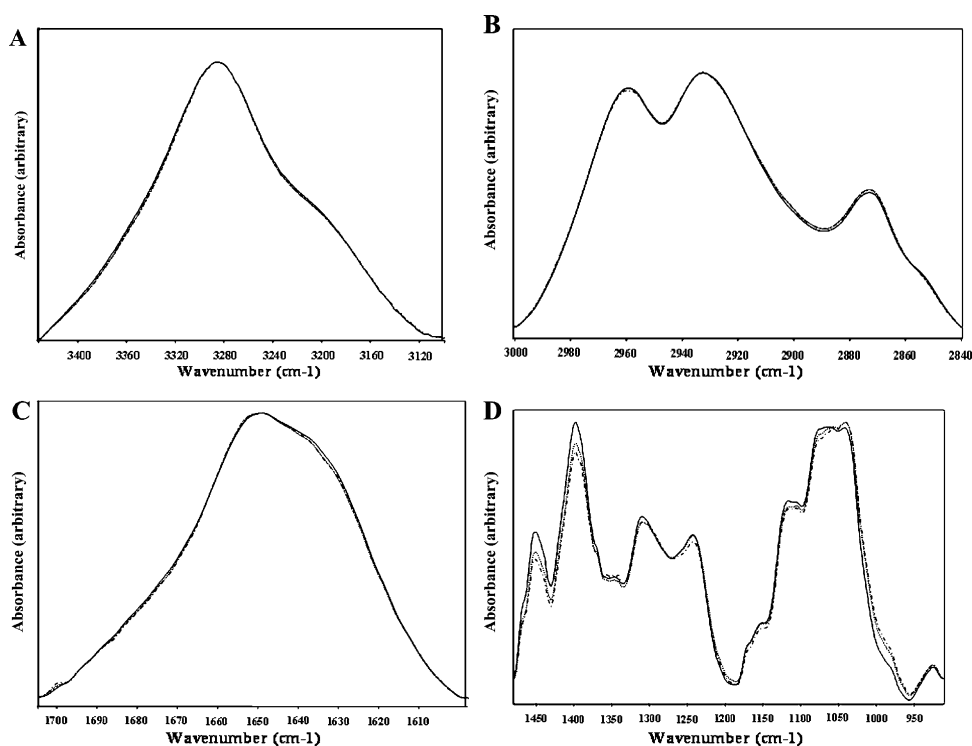 A
Absorbance (arbitrary)
3400 3360 3320 3280 3240 3200 3160 3120
Wavenumber (cm-1)
B
Absorbance (arbitrary)
3000 2980 2960 2940 2920 2900 2880 2860 2840
Wavenumber (cm-1)
C
Absorbance (arbitrary)
1700 1690 1680 1670 1660 1650 1640 1630 1620 1610
Wavenumber (cm-1)
D
Absorbance (arbitrary)
1450 1400 1350 1300 1250 1200 1150 1100 1050 1000 950
Wavenumber (cm-1)